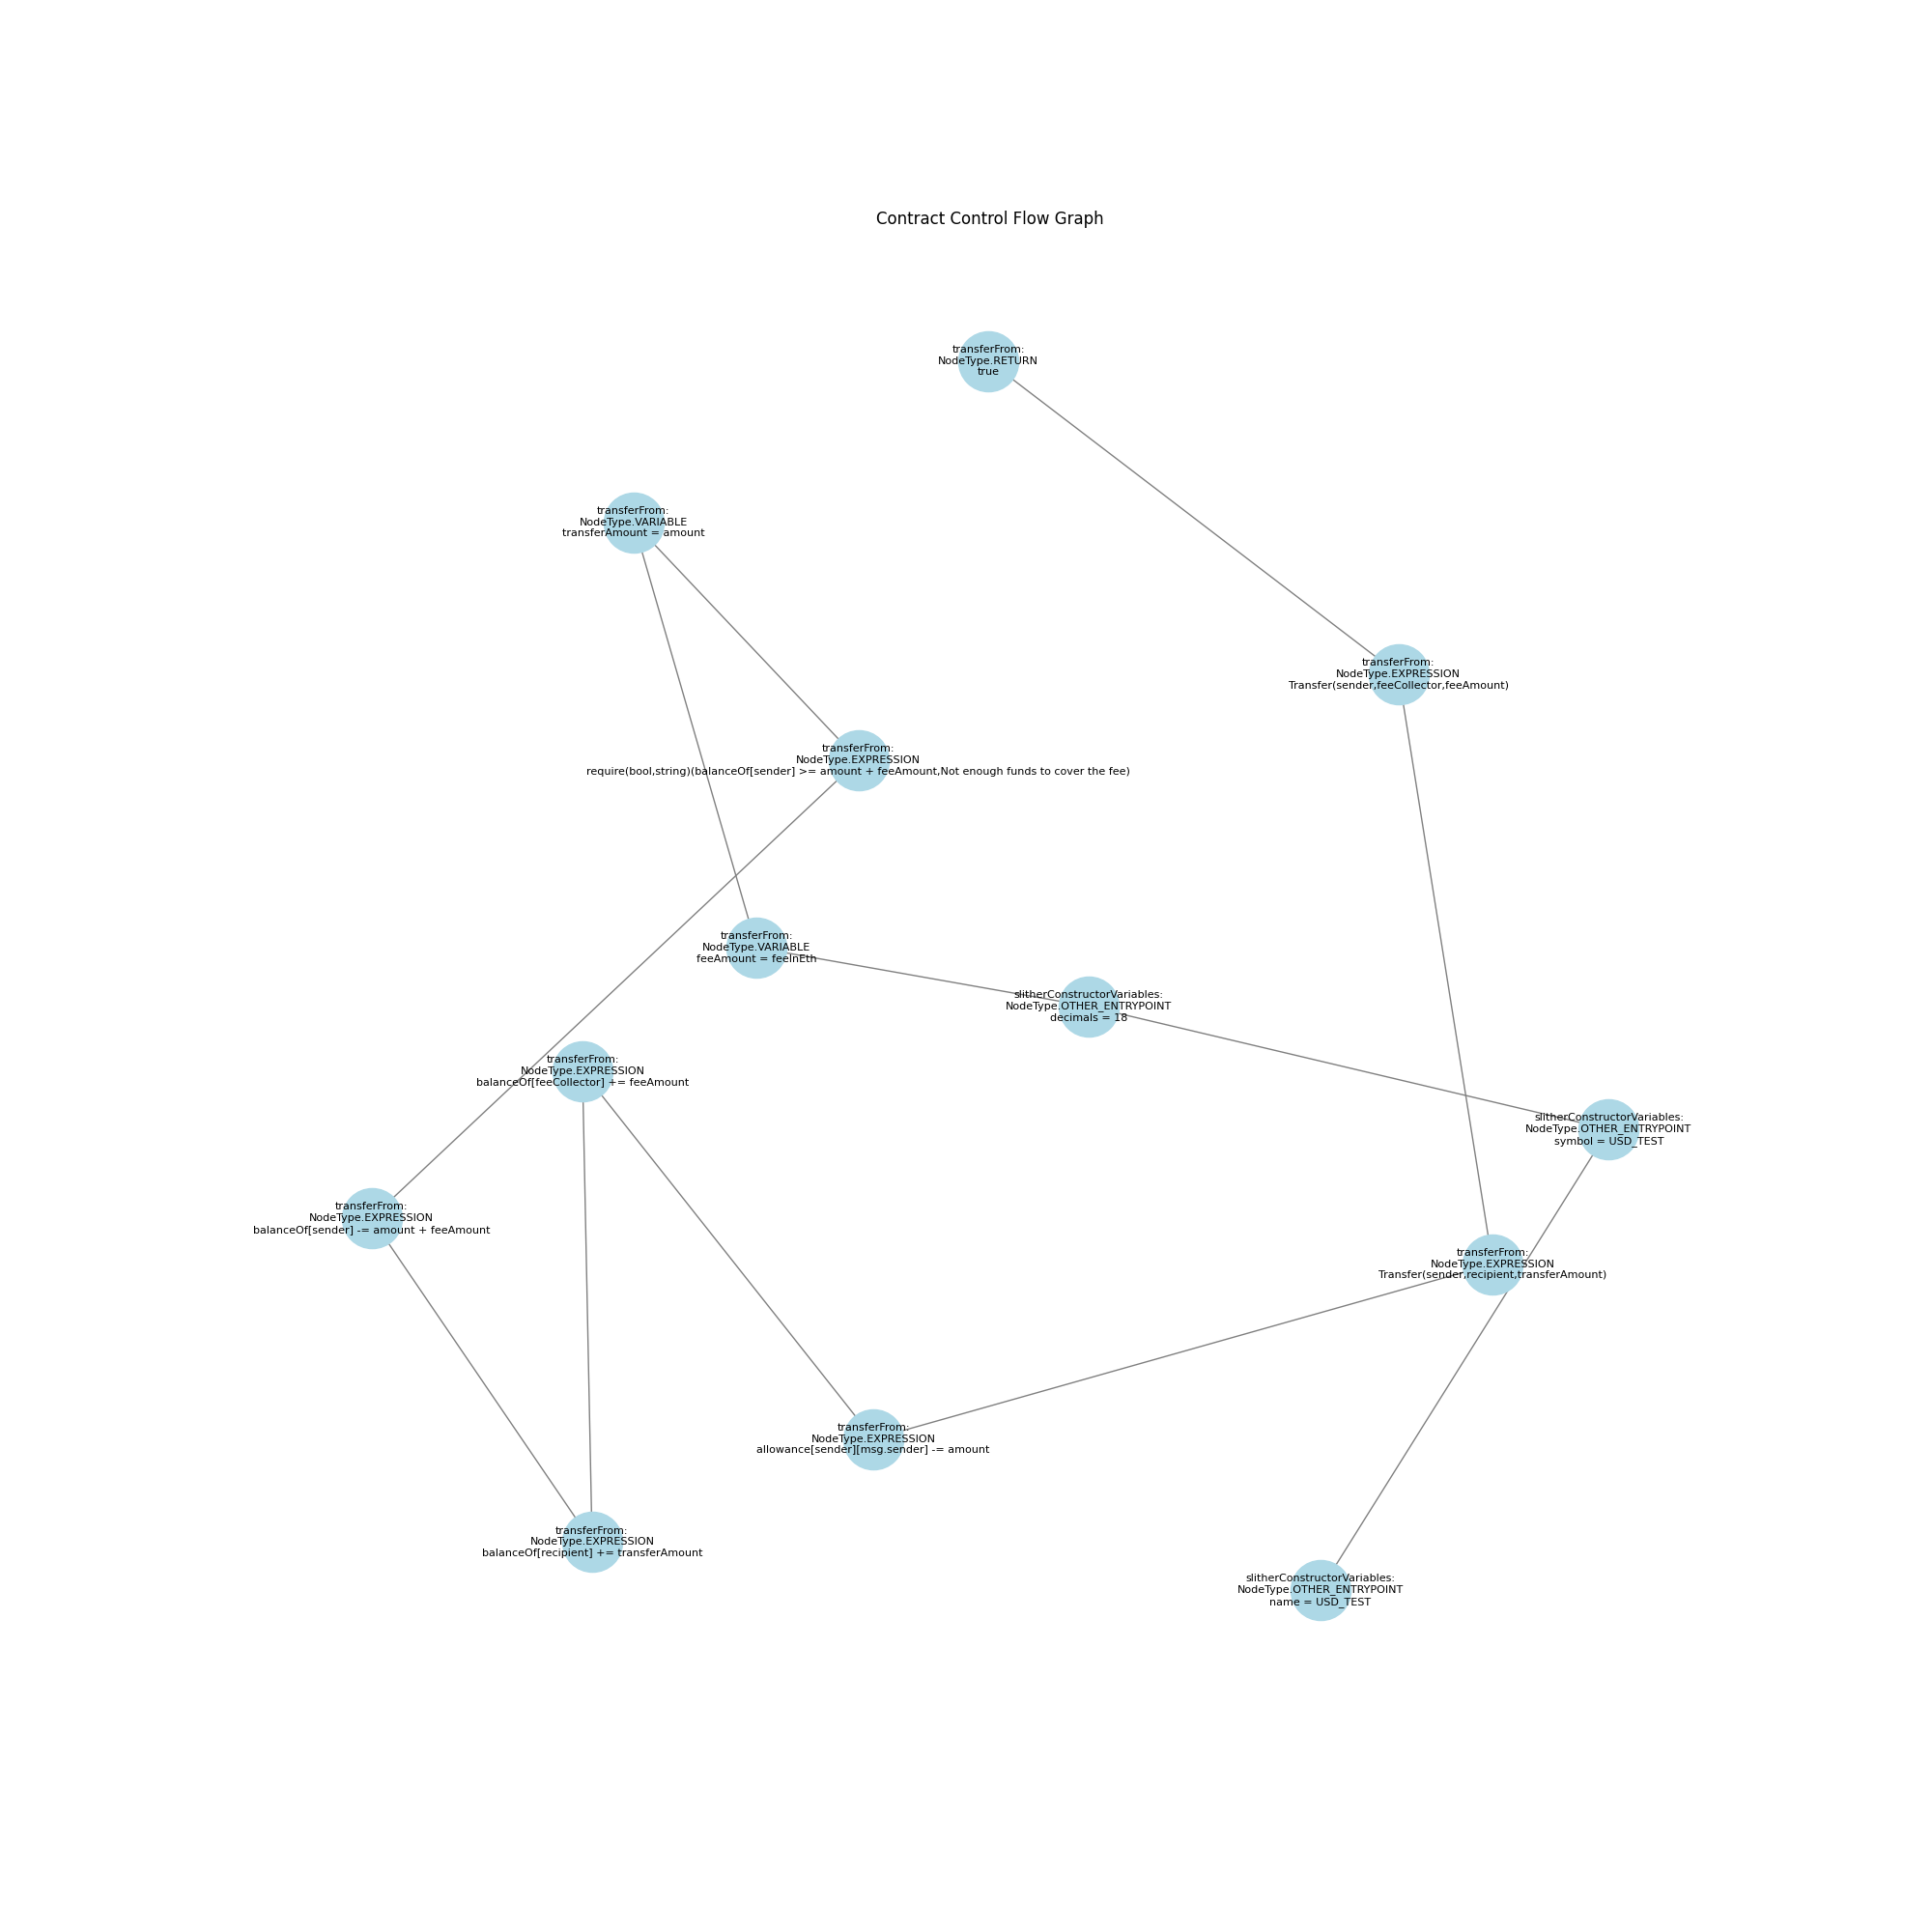 Contract Control Flow Graph
transferFrom:
NodeType.RETURN
true
transferFrom:
NodeType.VARIABLE
transferAmount = amount
transferFrom:
NodeType.EXPRESSION
Transfer(sender,feeCollector,feeAmount)
transferFrom:
NodeType.EXPRESSION
require(bool,string)(balanceOf[sender] >= amount + feeAmount,Not enough funds to cover the fee)
transferFrom:
NodeType.VARIABLE
feeAmount = feeInEth
slitherConstructorVariables:
NodeType.OTHER_ENTRYPOINT
decimals = 18
transferFrom:
NodeType.EXPRESSION
balanceOf[feeCollector] += feeAmount
slitherConstructorVariables:
NodeType.OTHER_ENTRYPOINT
symbol = USD_TEST
transferFrom:
NodeType.EXPRESSION
balanceOf[sender] -= amount + feeAmount
transferFrom:
NodeType.EXPRESSION
Transfer(sender,recipient,transferAmount)
transferFrom:
NodeType.EXPRESSION
allowance[sender][msg.sender] -= amount
transferFrom:
NodeType.EXPRESSION
balanceOf[recipient] += transferAmount
slitherConstructorVariables:
NodeType.OTHER_ENTRYPOINT
name = USD_TEST